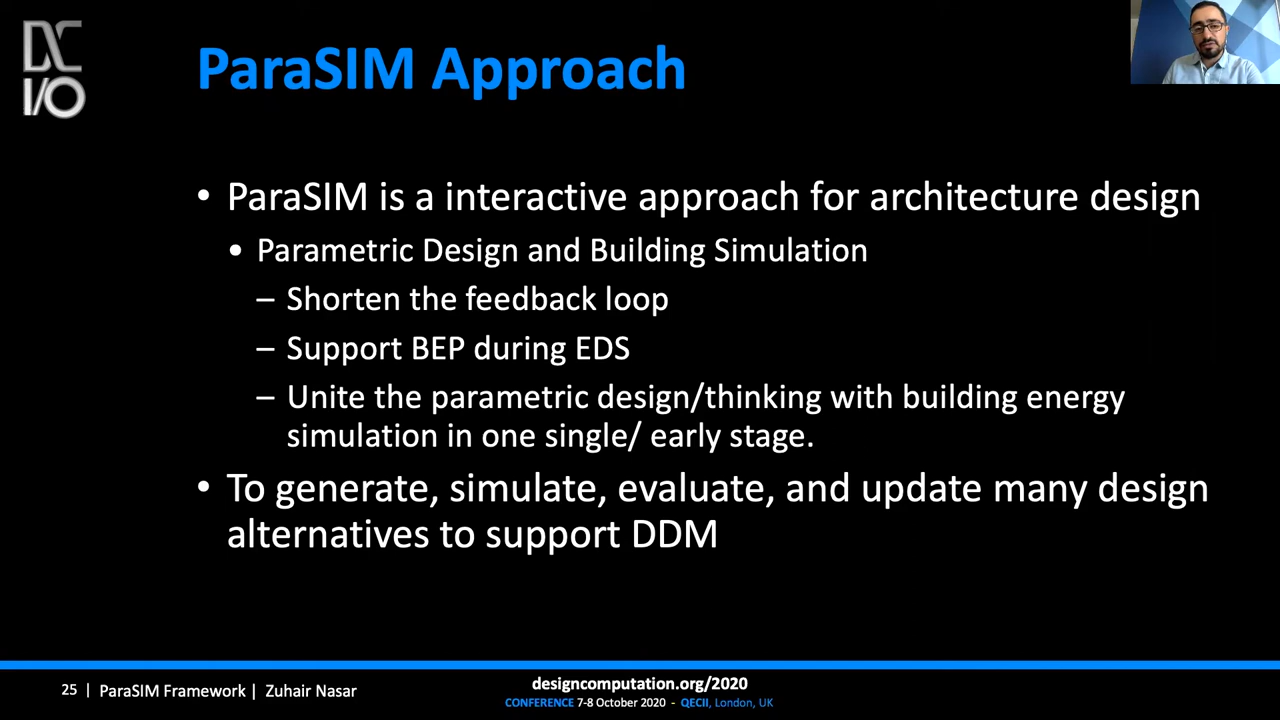 DC
I/O
ParaSIM Approach
• ParaSIM is a interactive approach for architecture design
• Parametric Design and Building Simulation
– Shorten the feedback loop
– Support BEP during EDS
– Unite the parametric design/thinking with building energy
simulation in one single/ early stage.
• To generate, simulate, evaluate, and update many design
alternatives to support DDM
25 | ParaSIM Framework | Zuhair Nasar
designcomputation.org/2020
CONFERENCE 7-8 October 2020 - QECII, London, UK